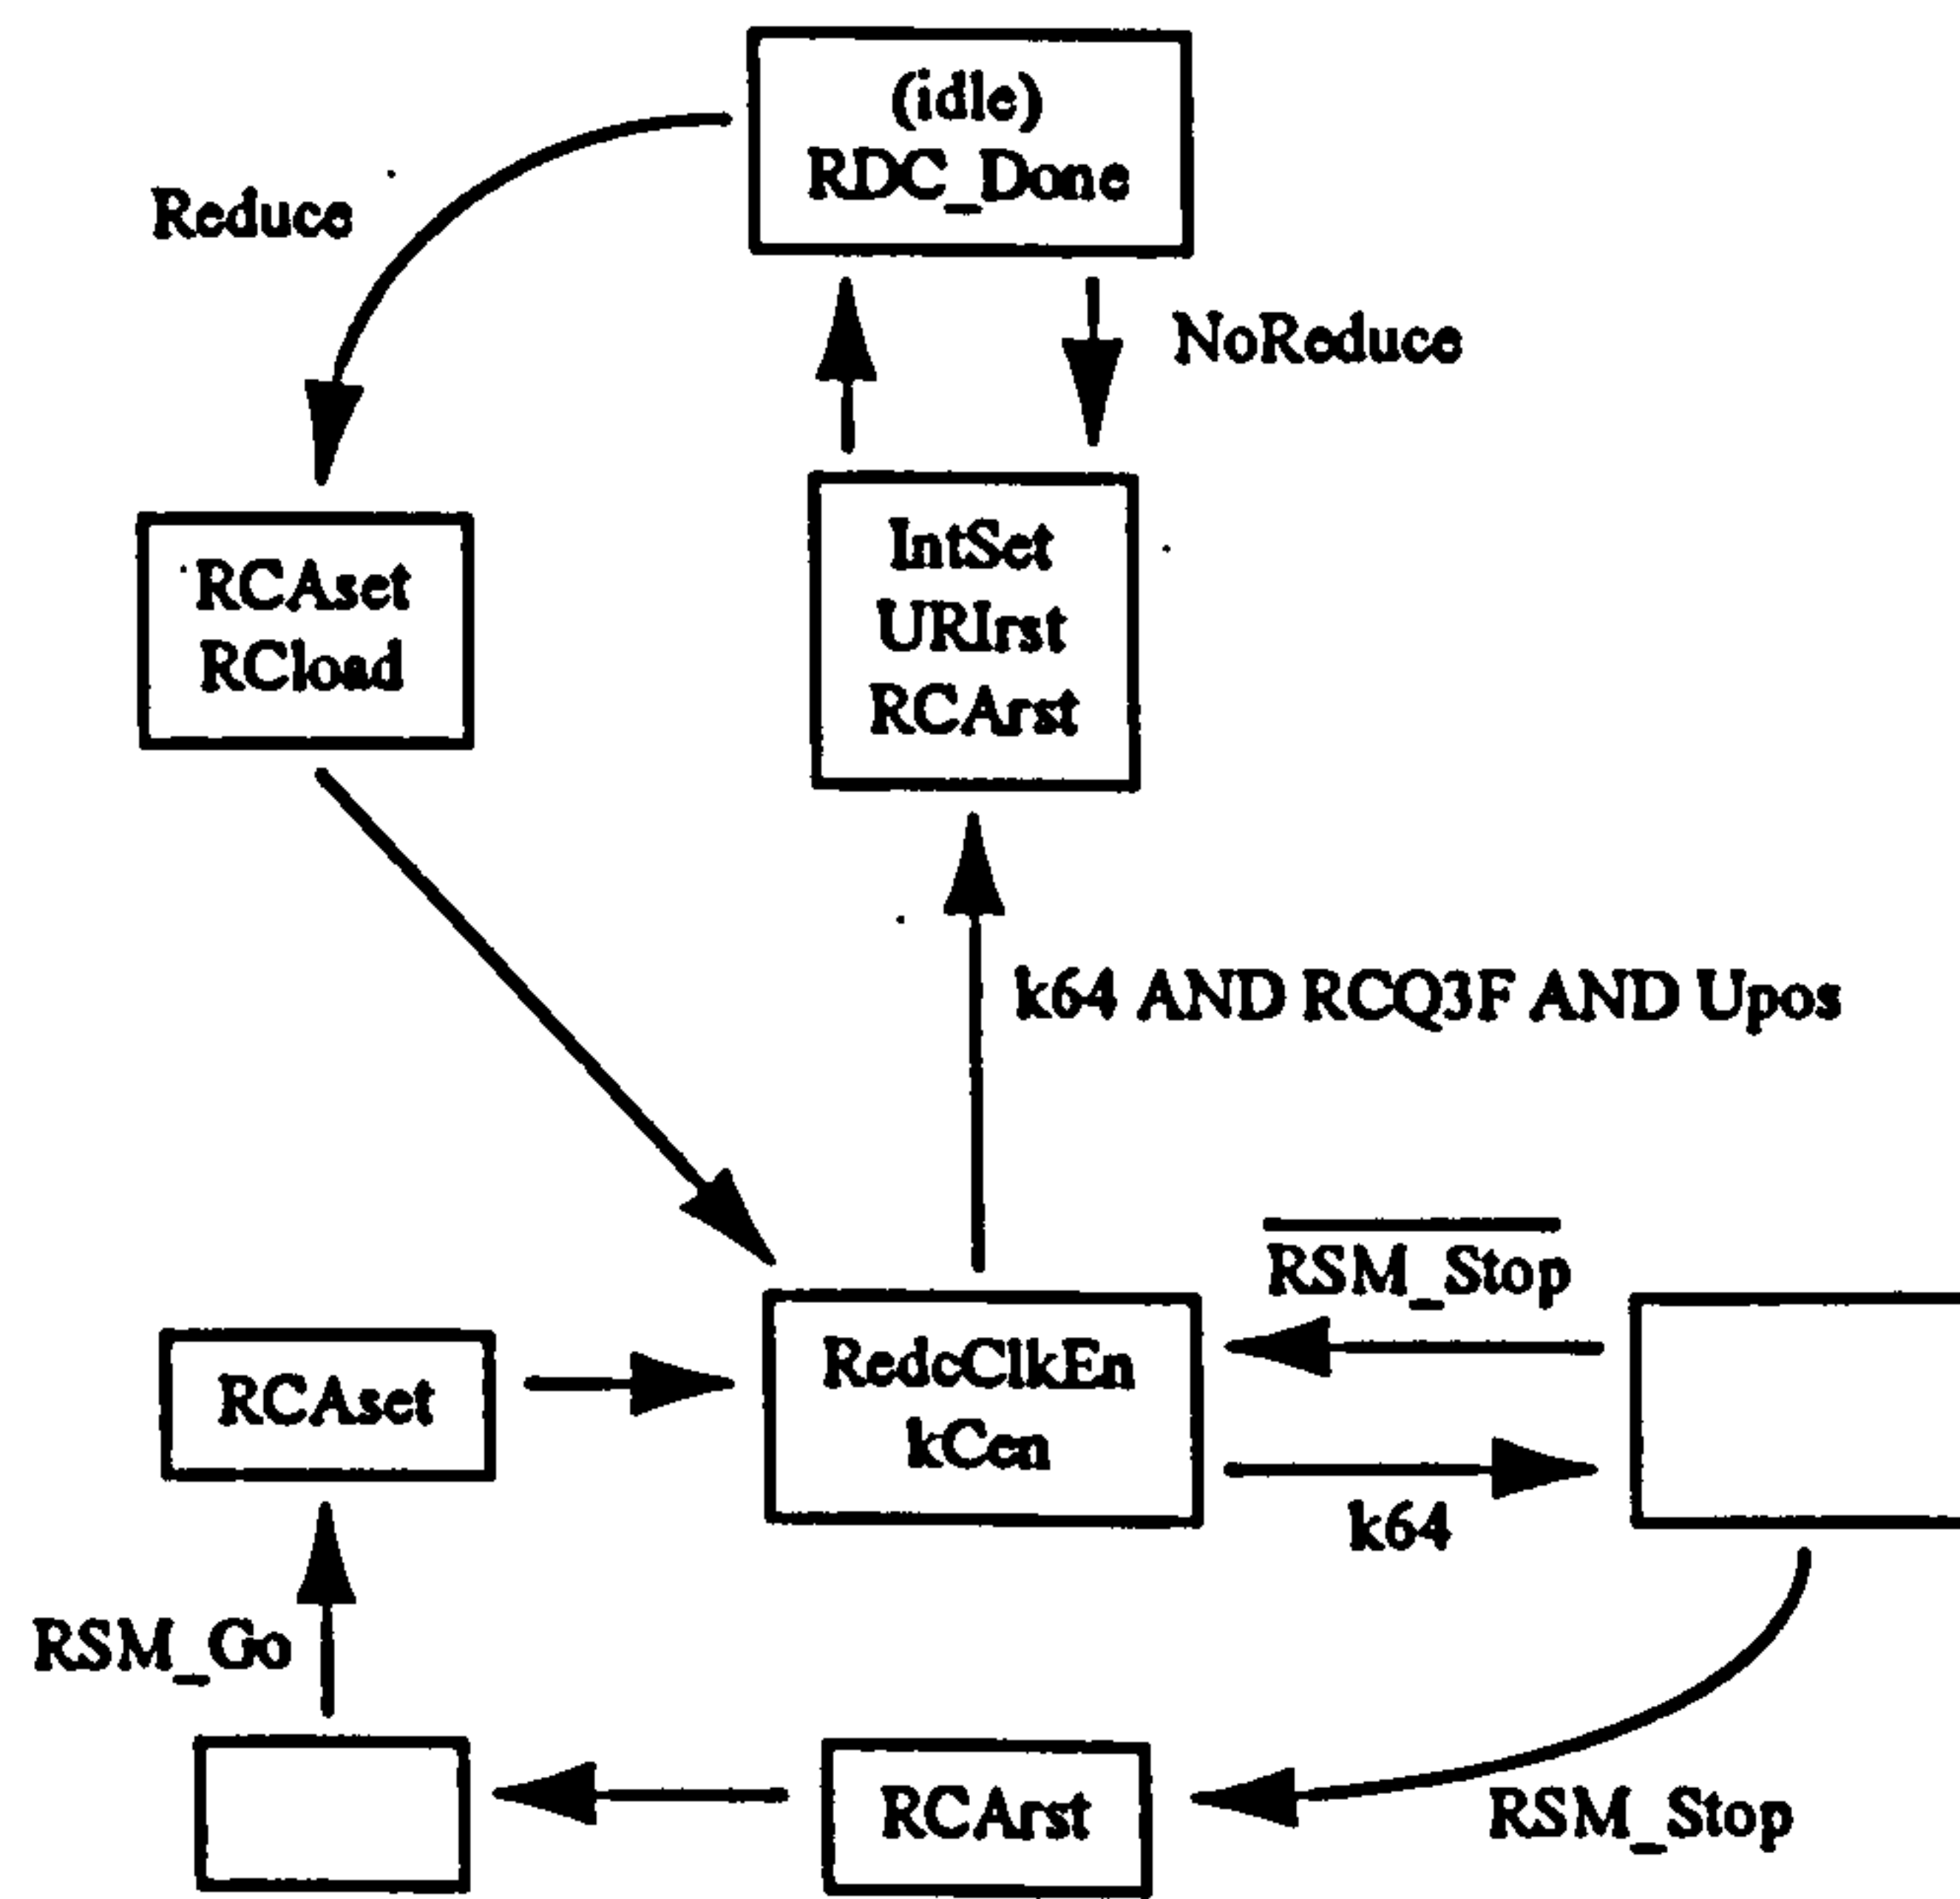 (idle)
RDC_Done
Reduce
NoReduce
RCAset
RCload
IntSet
URIrst
RCArst
k64 AND RCQ3F AND Upos
RSM_Stop
RCAset
RedcClkEn
kCen
k64
RSM_Go
RCArst
RSM_Stop